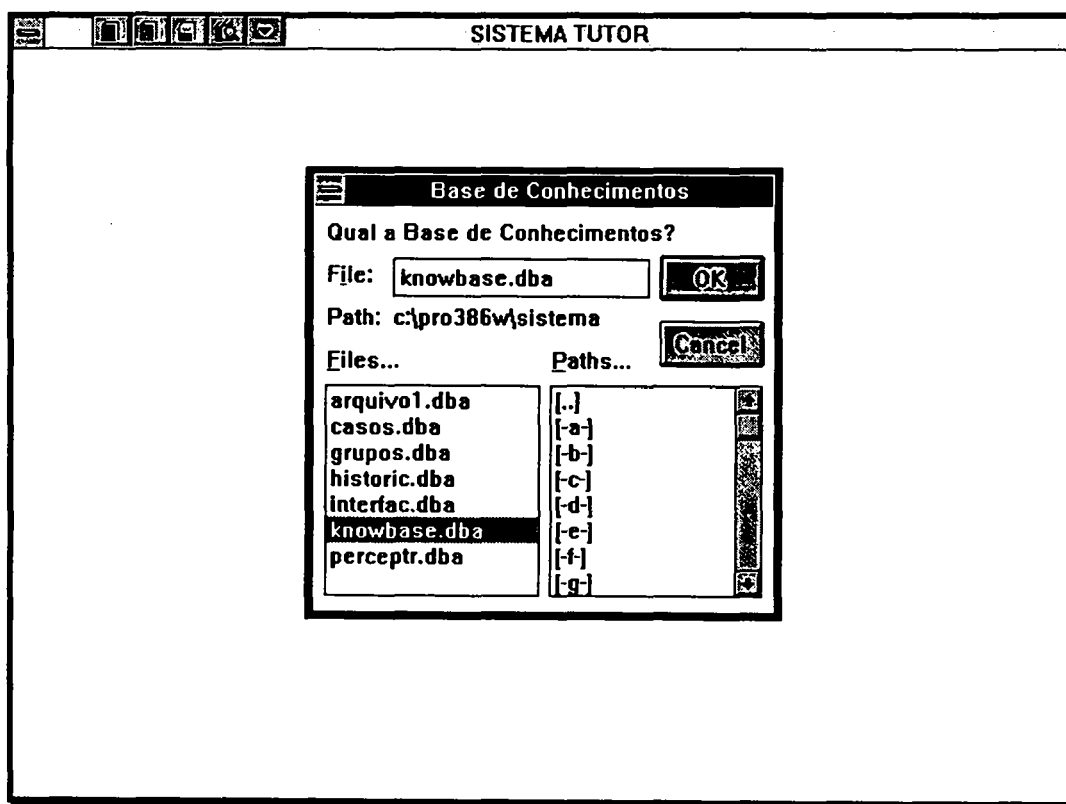 SISTEMA TUTOR
Base de Conhecimentos
Qual a Base de Conhecimentos?
File: knowbase.dba OK
Path: c:\pro386w\sistema
Cancel
Files... Paths...
arquivo1.dba [..]
casos.dba [-a-]
grupos.dba [-b-]
historic.dba [-c-]
interfac.dba [-d-]
knowbase.dba [-e-]
perceptr.dba [-f-]
[-g-]